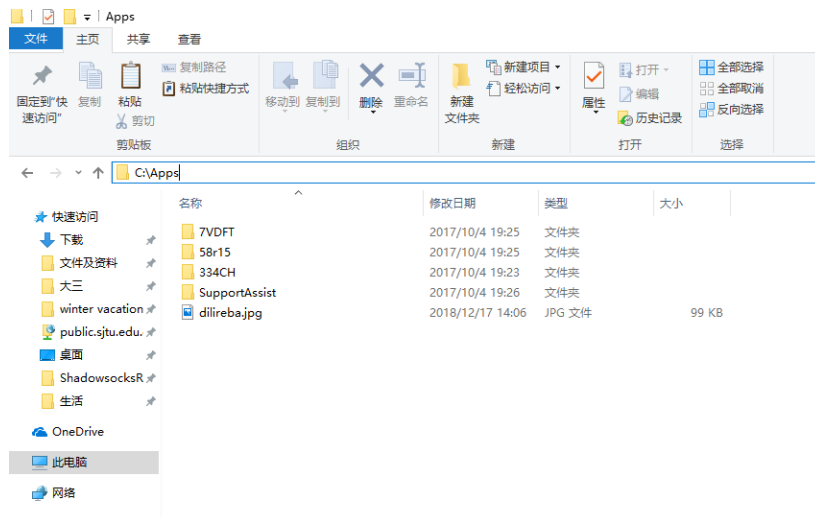 Apps
文件 主页 共享 查看
固定到"快速访问"
复制
粘贴
复制路径
粘贴快捷方式
剪切
剪贴板
移动到
复制到
删除
重命名
组织
新建文件夹
新建项目
轻松访问
新建
属性
打开
编辑
历史记录
打开
全部选择
全部取消
反向选择
选择
C:\Apps
快速访问
下载
文件及资料
大三
winter vacation
public.sjtu.edu.
桌面
ShadowsocksR
生活
OneDrive
此电脑
网络
名称 修改日期 类型 大小
7VDFT 2017/10/4 19:25 文件夹
58r15 2017/10/4 19:25 文件夹
334CH 2017/10/4 19:23 文件夹
SupportAssist 2017/10/4 19:26 文件夹
dilireba.jpg 2018/12/17 14:06 JPG 文件 99 KB